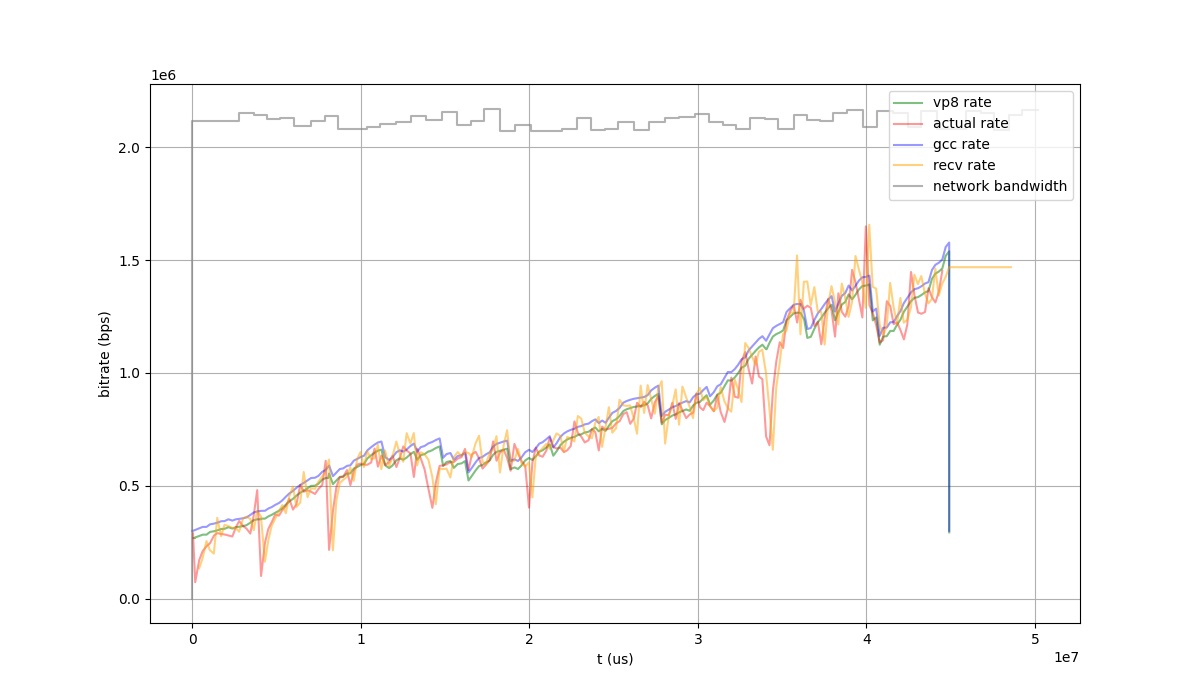 1e6
vp8 rate
actual rate
gcc rate
recv rate
network bandwidth
2.0
1.5
1.0
0.5
0.0
bitrate (bps)
0 1 2 3 4 5
t (us)
1e7